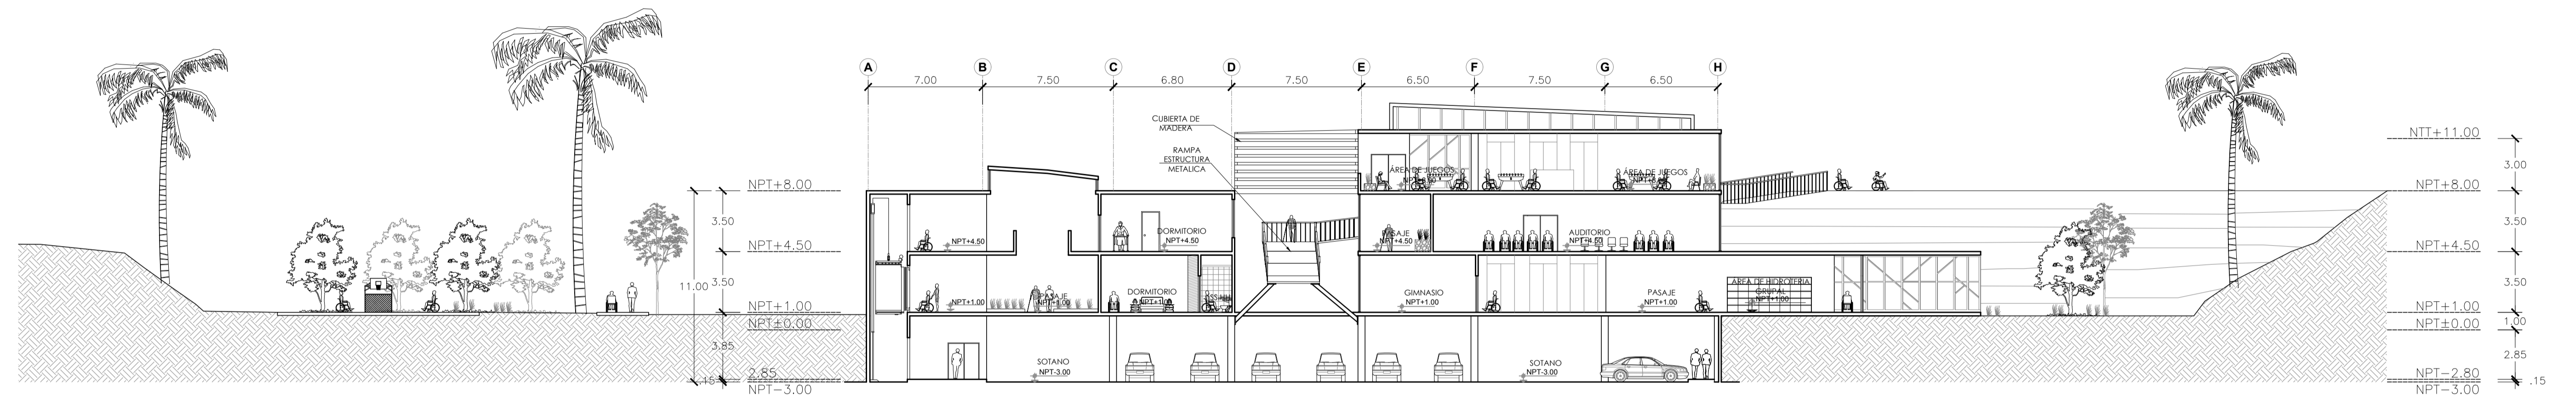 A B C D E F G H
7.00 7.50 6.80 7.50 6.50 7.50 6.50
CUBIERTA DE
MADERA
RAMPA
ESTRUCTURA
METALICA
NTT+11.00
3.00
NPT+8.00
NPT+8.00
ÁREA DE JUEGOS
ÁREA DE JUEGOS
3.50
3.50
NPT+4.50
NPT+4.50
NPT+4.50
DORMITORIO
NPT+4.50
PASAJE
NPT+4.50
AUDITORIO
NPT+4.50
11.00
3.50
3.50
NPT+1.00
NPT+1.00
NPT+1.00
PASAJE
NPT+1.00
DORMITORIO
GIMNASIO
NPT+1.00
PASAJE
NPT+1.00
ÁREA DE HIDROTERIA
GRUPAL
NPT+1.00
NPT±0.00
NPT±0.00
1.00
3.85
2.85
SOTANO
NPT-3.00
SOTANO
NPT-3.00
2.85
.15
NPT-3.00
NPT-2.80
NPT-3.00
.15